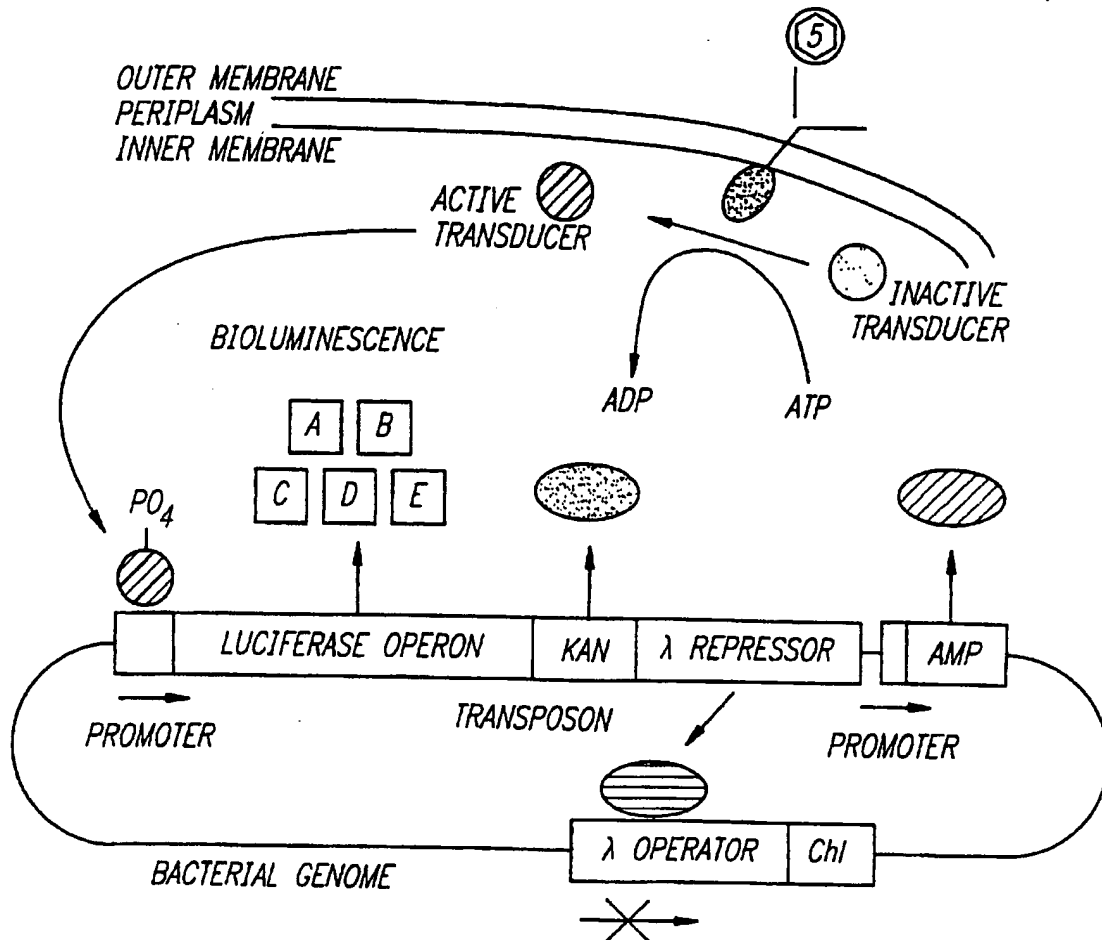 5
OUTER MEMBRANE
PERIPLASM
INNER MEMBRANE
ACTIVE
TRANSDUCER
INACTIVE
TRANSDUCER
BIOLUMINESCENCE
ADP
ATP
A
B
C
D
E
PO4
LUCIFERASE OPERON
KAN
λ REPRESSOR
AMP
PROMOTER
TRANSPOSON
PROMOTER
λ OPERATOR
Chl
BACTERIAL GENOME